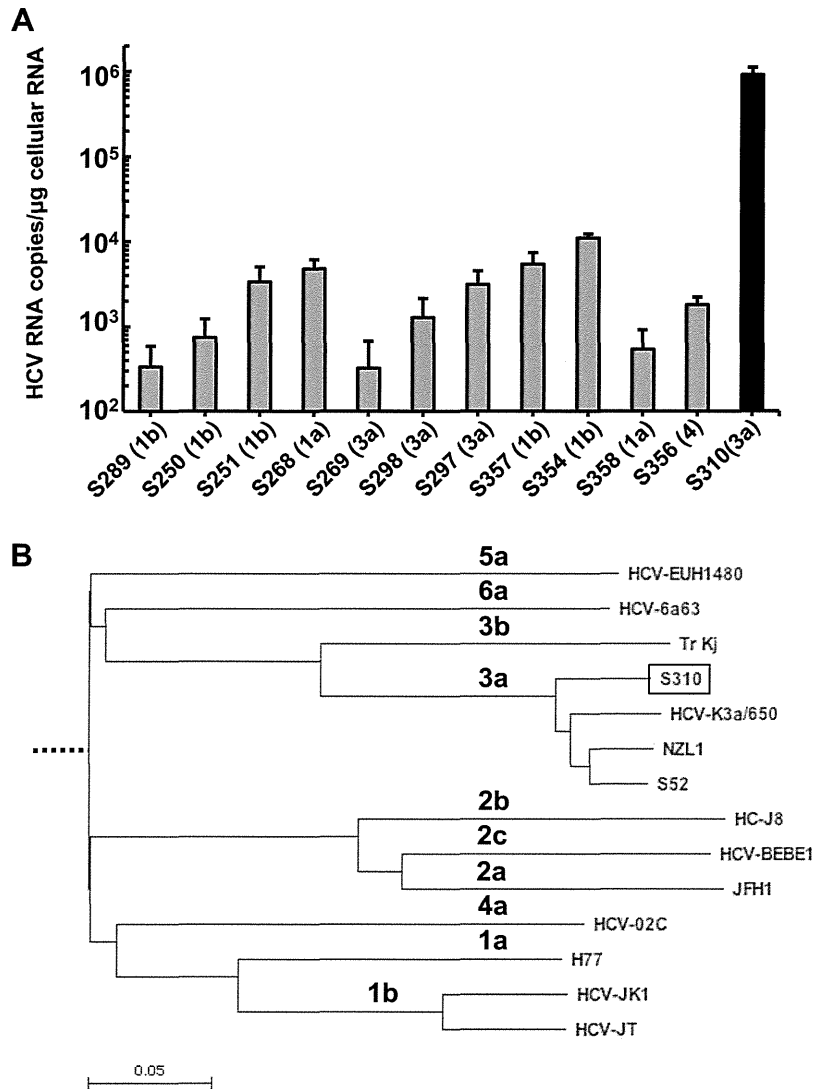 A
HCV RNA copies/µg cellular RNA
10⁶
10⁵
10⁴
10³
10²
S289 (1b)
S250 (1b)
S251 (1b)
S268 (1a)
S269 (3a)
S298 (3a)
S297 (3a)
S357 (1b)
S354 (1b)
S358 (1a)
S356 (4)
S310(3a)
B
5a
HCV-EUH1480
6a
HCV-6a63
3b
Tr Kj
3a
S310
HCV-K3a/650
NZL1
S52
2b
HC-J8
2c
HCV-BEBE1
2a
JFH1
4a
HCV-02C
1a
H77
1b
HCV-JK1
HCV-JT
0.05